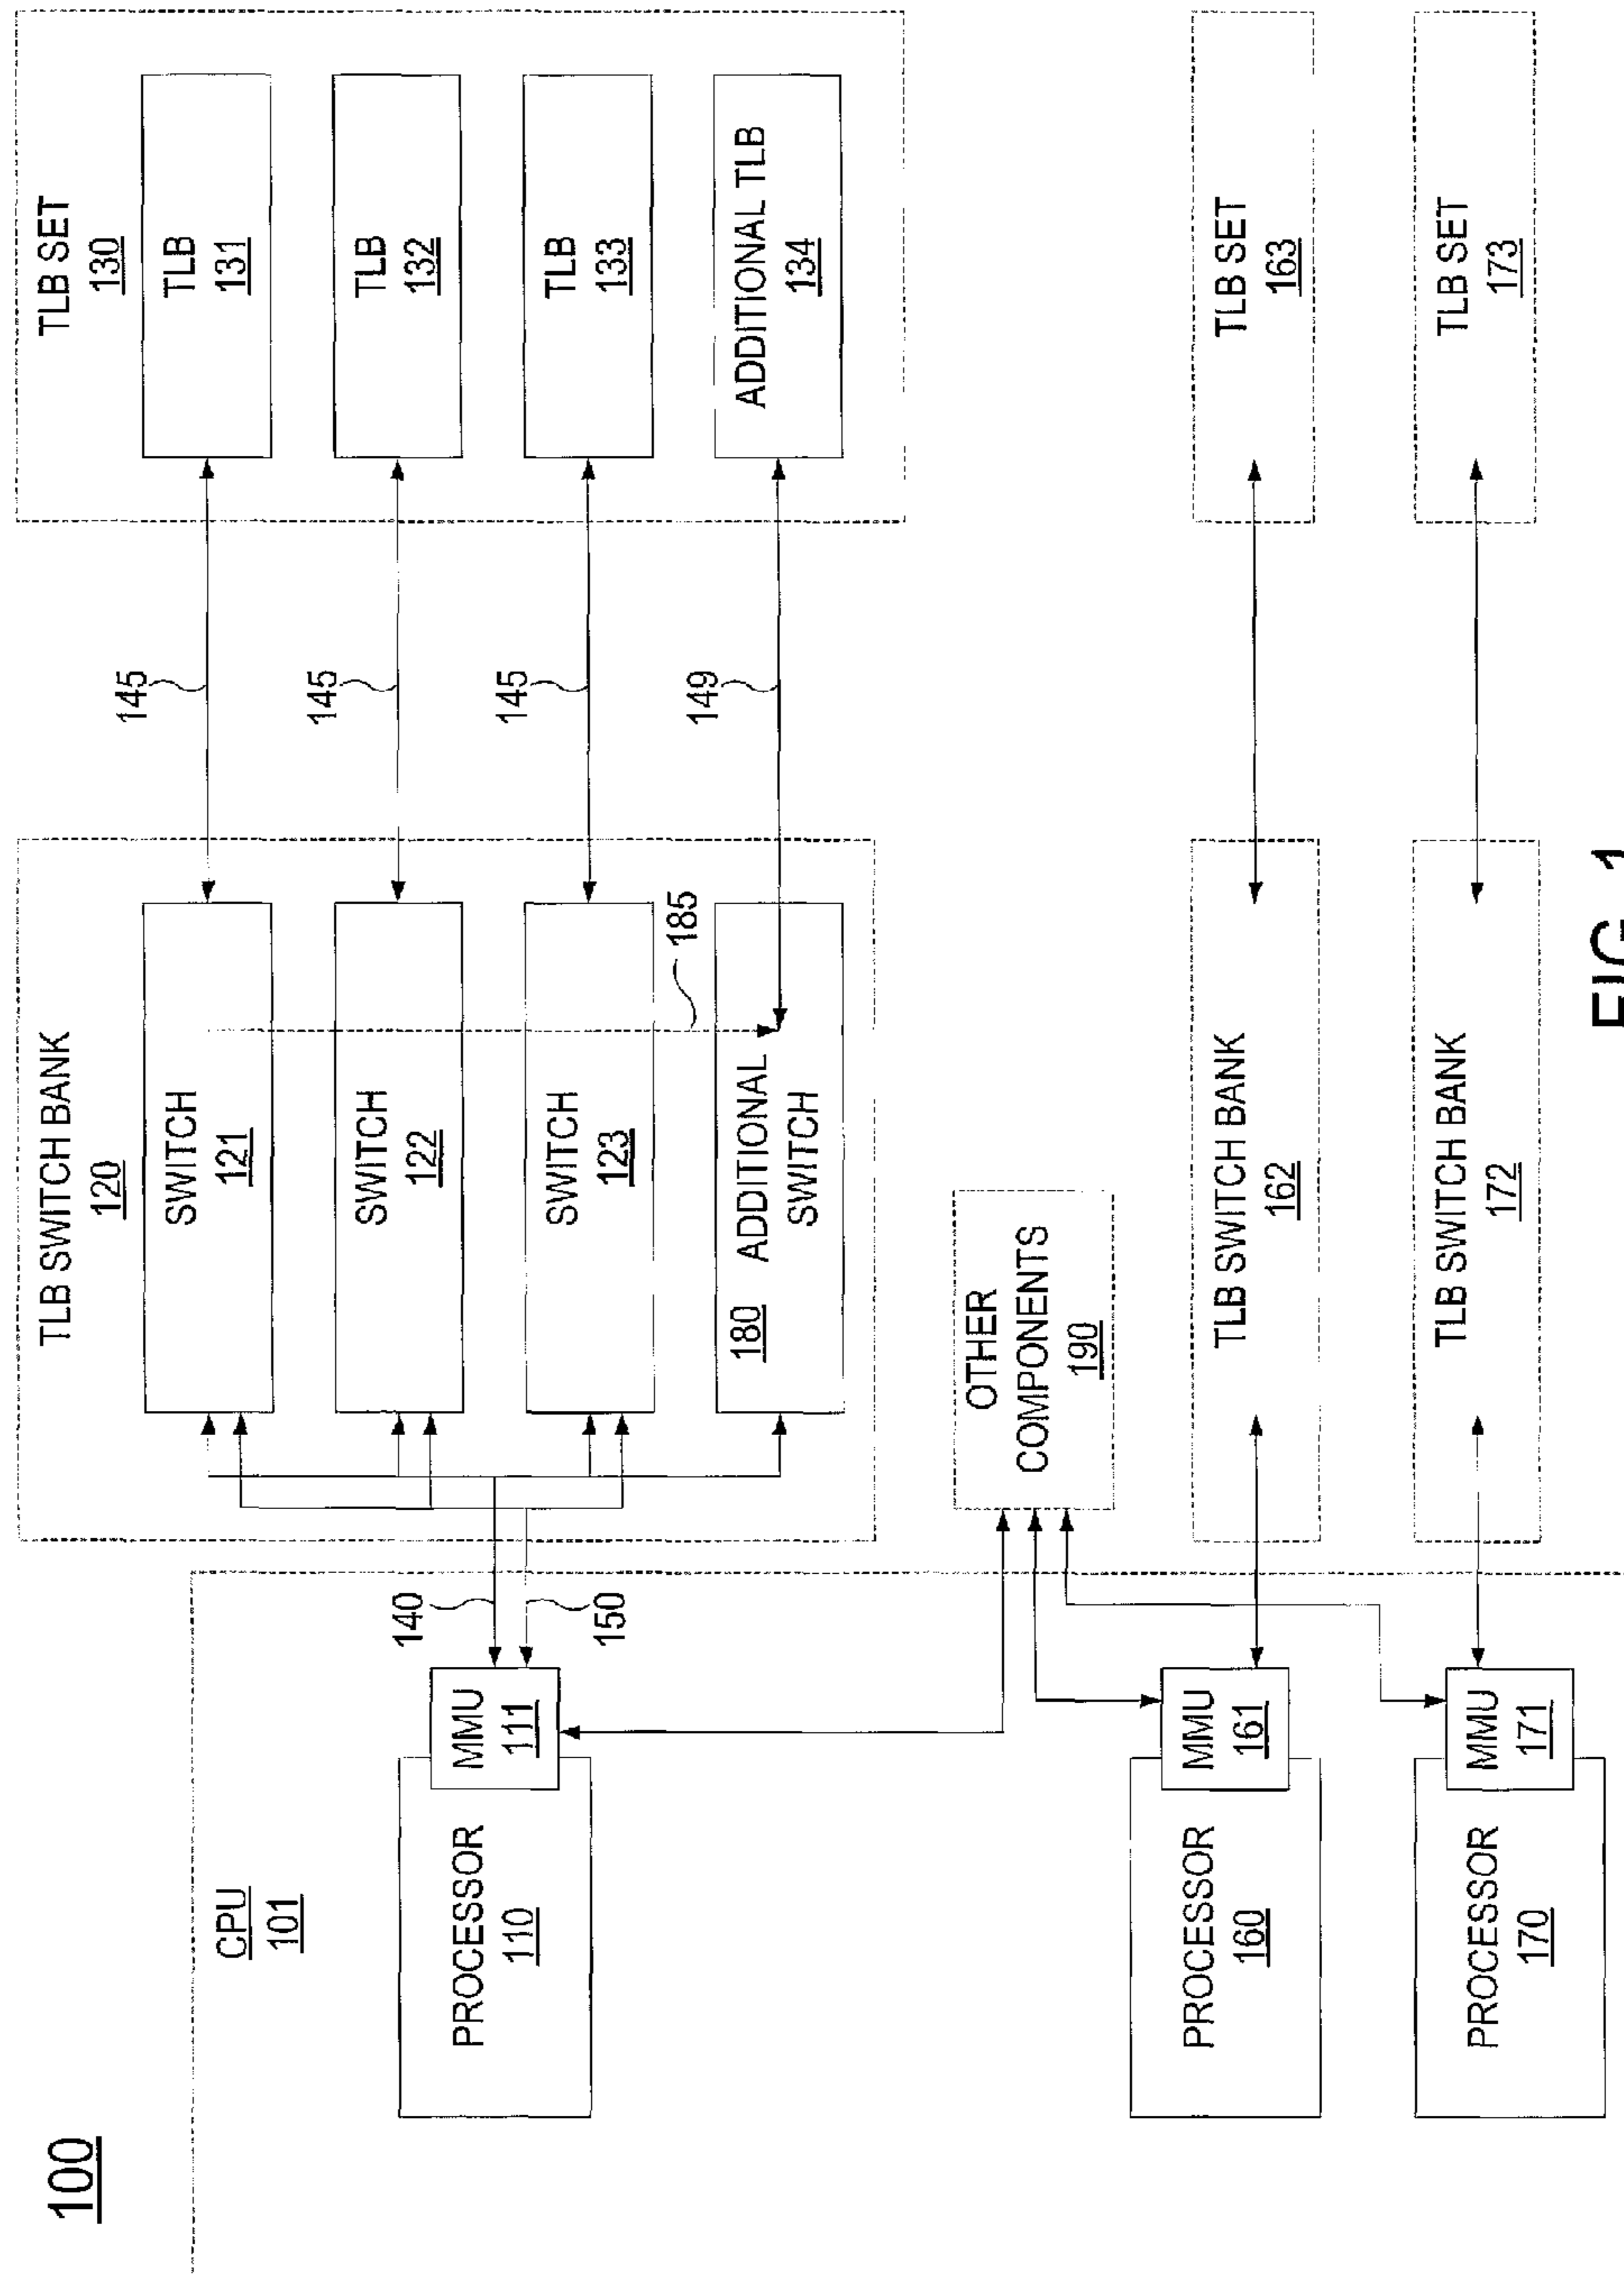 100
CPU
101
PROCESSOR
110
MMU
111
140
150
TLB SWITCH BANK
120
SWITCH
121
SWITCH
122
SWITCH
123
180
ADDITIONAL
SWITCH
185
145
145
145
149
TLB SET
130
TLB
131
TLB
132
TLB
133
ADDITIONAL TLB
134
OTHER
COMPONENTS
190
PROCESSOR
160
MMU
161
TLB SWITCH BANK
162
TLB SET
163
PROCESSOR
170
MMU
171
TLB SWITCH BANK
172
TLB SET
173
FIG. 1